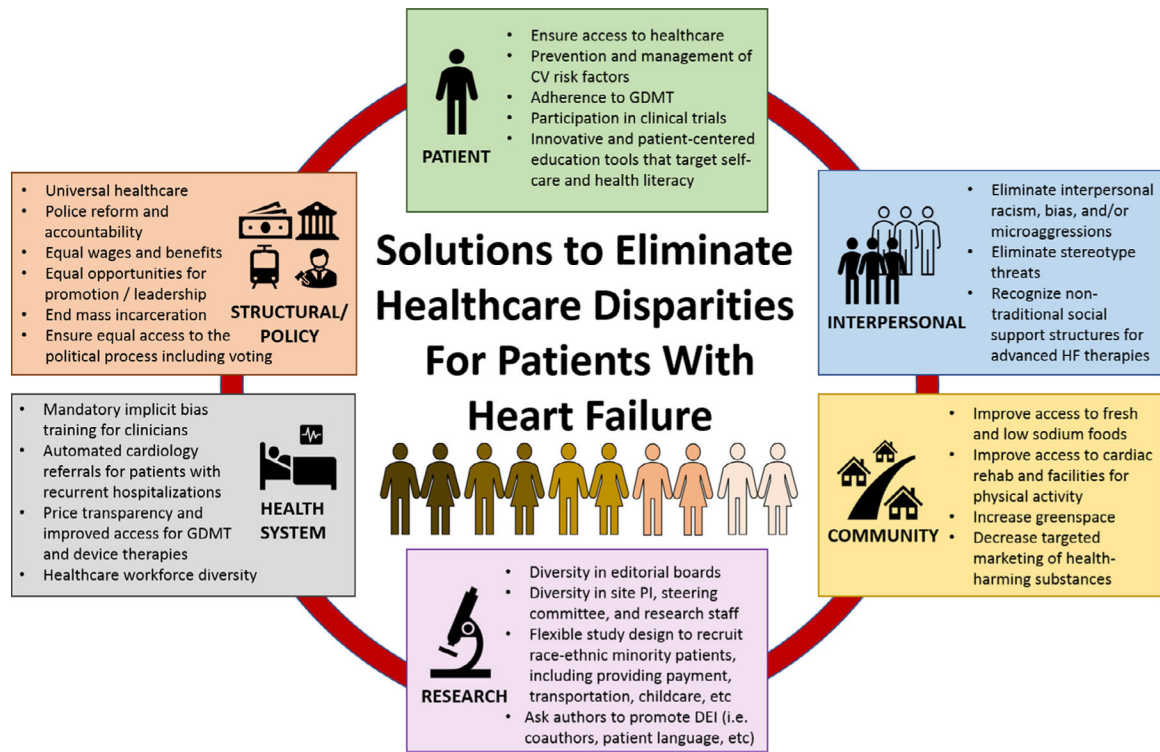 • Ensure access to healthcare
• Prevention and management of
CV risk factors
• Adherence to GDMT
• Participation in clinical trials
• Innovative and patient-centered
education tools that target self-
care and health literacy
PATIENT
• Universal healthcare
• Police reform and
accountability
• Equal wages and benefits
• Equal opportunities for
promotion / leadership
• End mass incarceration
• Ensure equal access to the
political process including voting
STRUCTURAL/
POLICY
Solutions to Eliminate
Healthcare Disparities
For Patients With
Heart Failure
• Eliminate interpersonal
racism, bias, and/or
microaggressions
• Eliminate stereotype
threats
• Recognize non-
traditional social
support structures for
advanced HF therapies
INTERPERSONAL
• Mandatory implicit bias
training for clinicians
• Automated cardiology
referrals for patients with
recurrent hospitalizations
• Price transparency and
improved access for GDMT
and device therapies
• Healthcare workforce diversity
HEALTH
SYSTEM
• Improve access to fresh
and low sodium foods
• Improve access to cardiac
rehab and facilities for
physical activity
• Increase greenspace
• Decrease targeted
marketing of health-
harming substances
COMMUNITY
• Diversity in editorial boards
• Diversity in site PI, steering
committee, and research staff
• Flexible study design to recruit
race-ethnic minority patients,
including providing payment,
transportation, childcare, etc
• Ask authors to promote DEI (i.e.
coauthors, patient language, etc)
RESEARCH